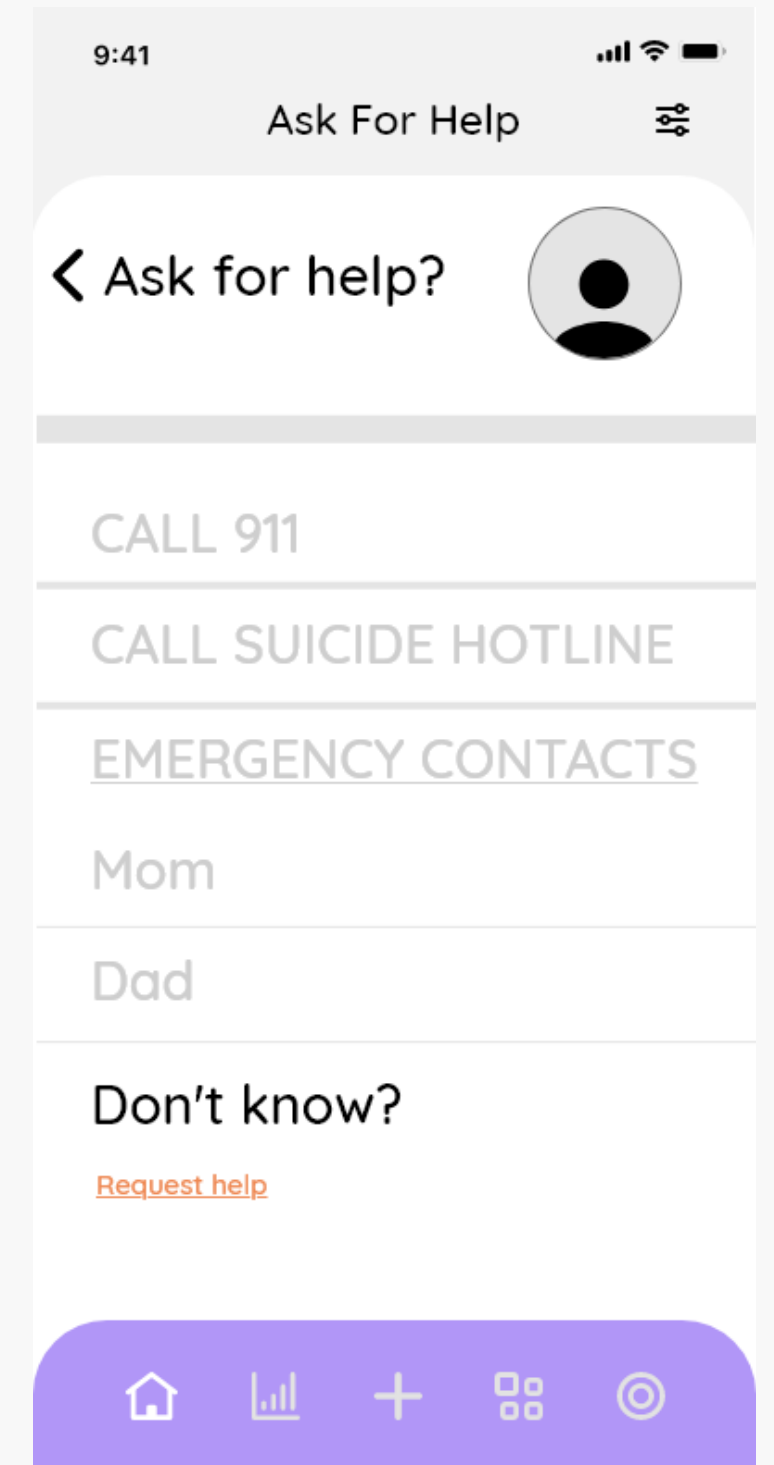 9:41
Ask For Help
Ask for help?
CALL 911
CALL SUICIDE HOTLINE
EMERGENCY CONTACTS
Mom
Dad
Don't know?
Request help